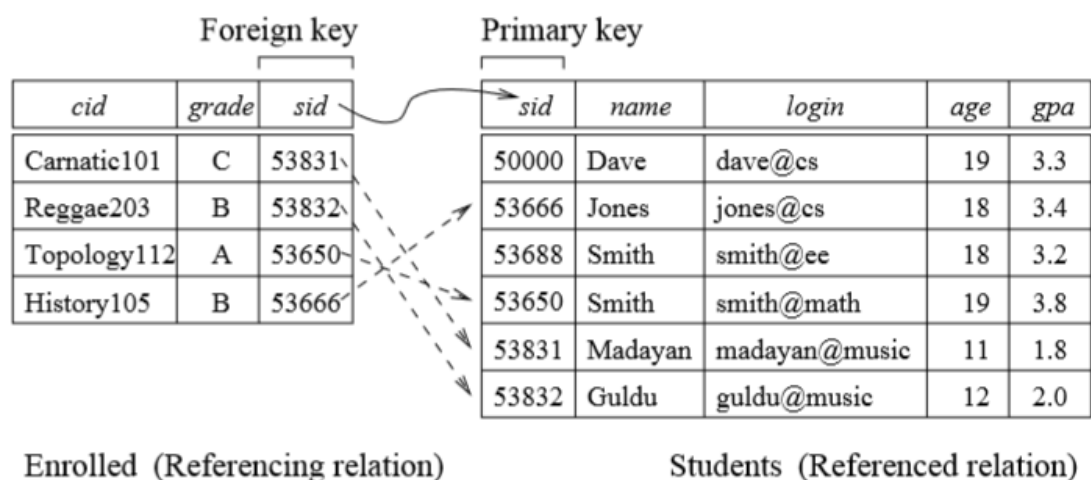 Foreign key Primary key
cid grade sid sid name login age gpa
Carnatic101 C 53831 50000 Dave dave@cs 19 3.3
Reggae203 B 53832 53666 Jones jones@cs 18 3.4
Topology112 A 53650 53688 Smith smith@ee 18 3.2
History105 B 53666 53650 Smith smith@math 19 3.8
53831 Madayan madayan@music 11 1.8
53832 Guldu guldu@music 12 2.0
Enrolled (Referencing relation) Students (Referenced relation)